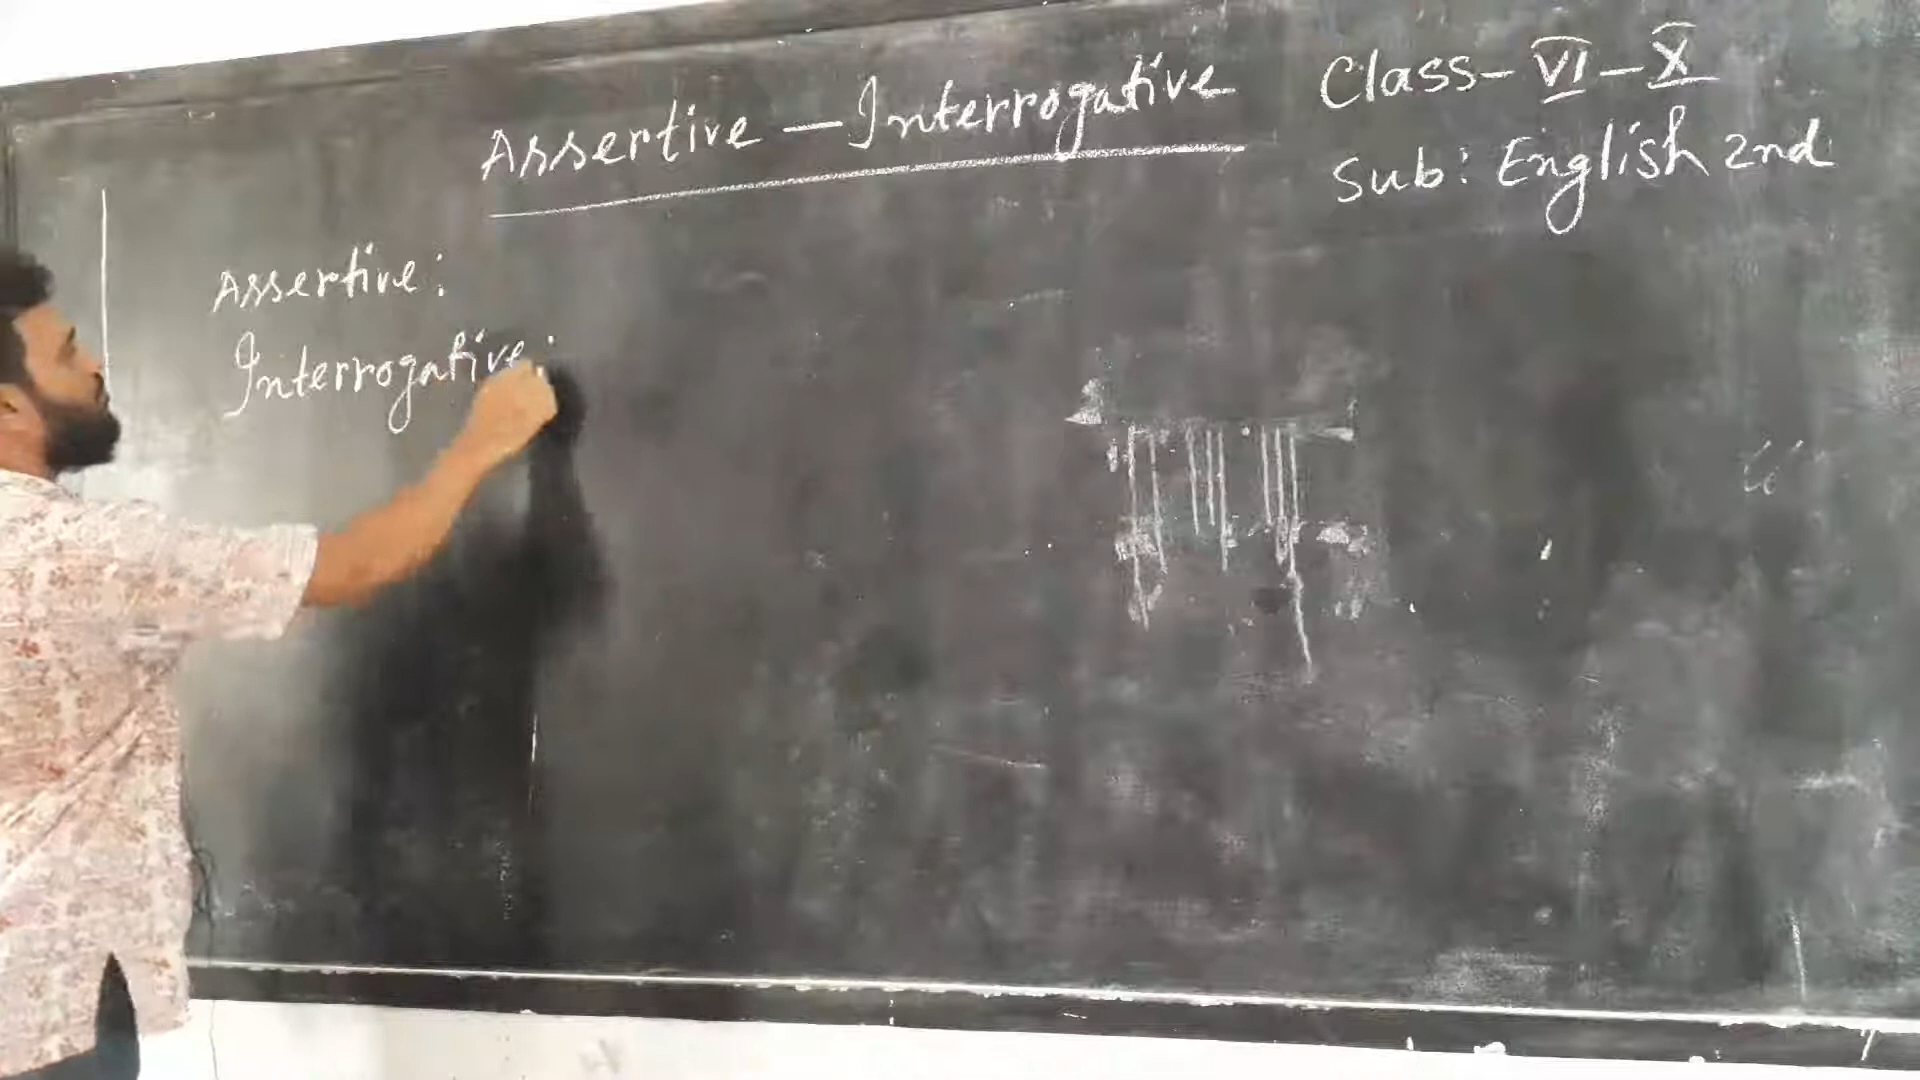 Assertive — Interrogative
Class - VI - X
Sub: English 2nd
Assertive:
Interrogative: